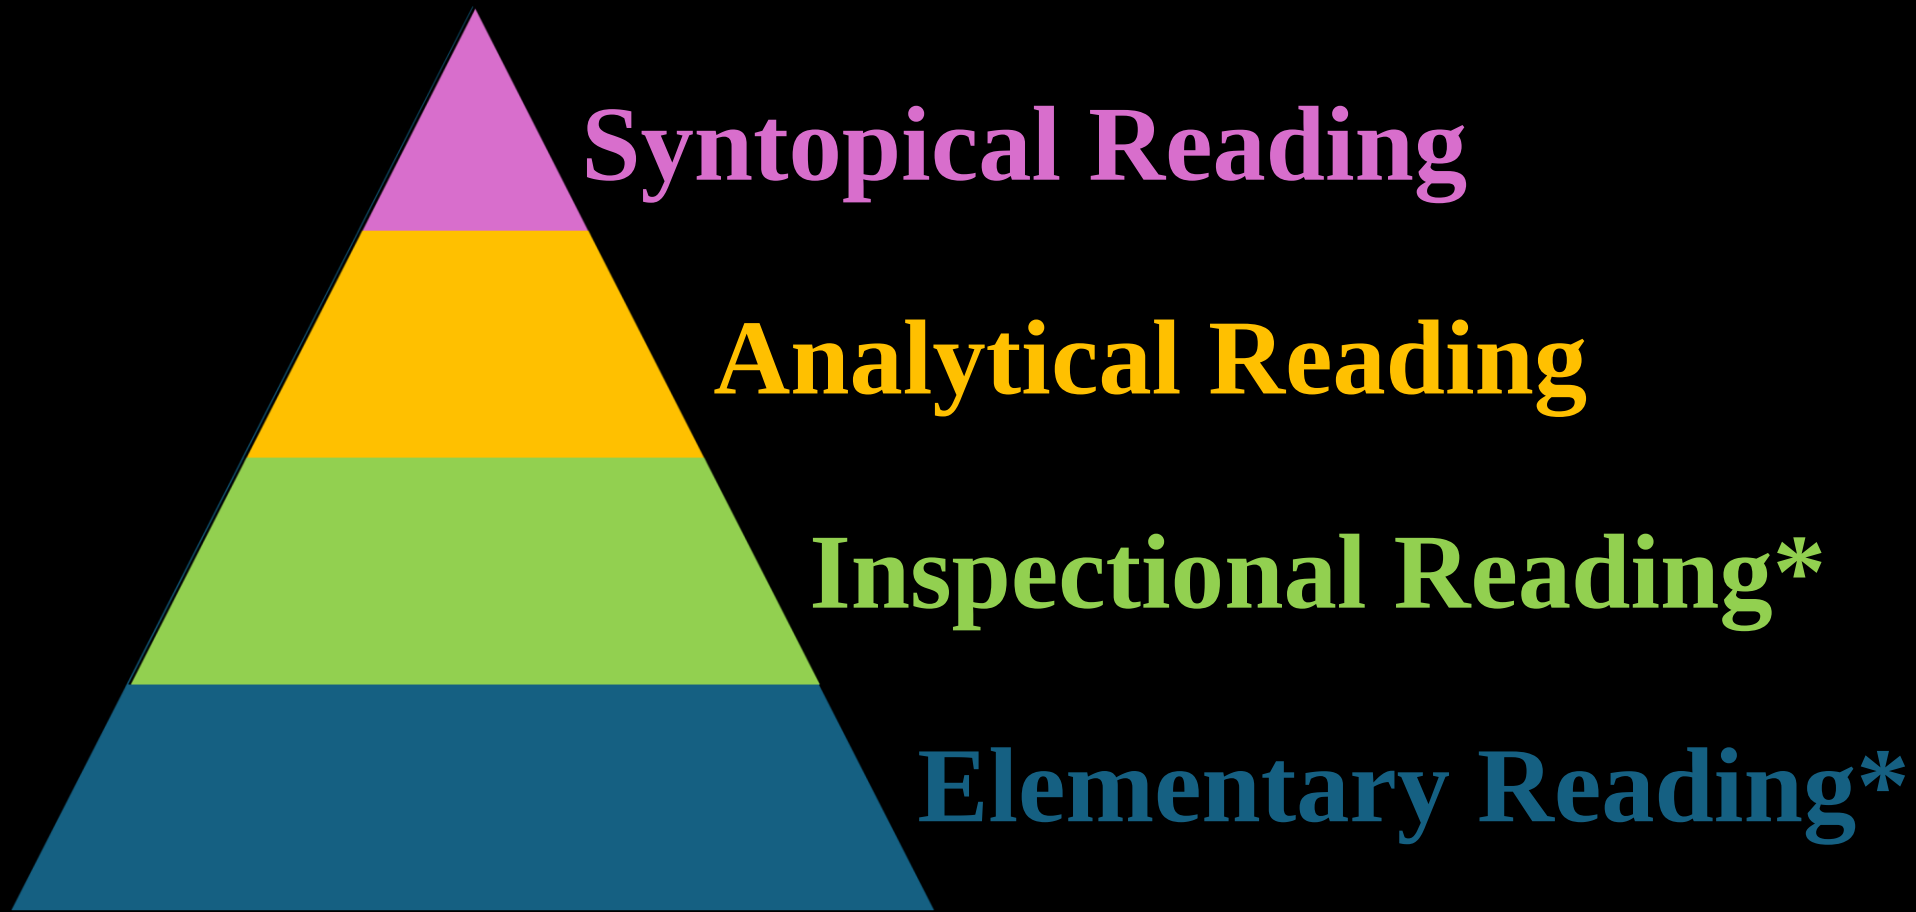 Syntopical Reading
Analytical Reading
Inspectional Reading*
Elementary Reading*